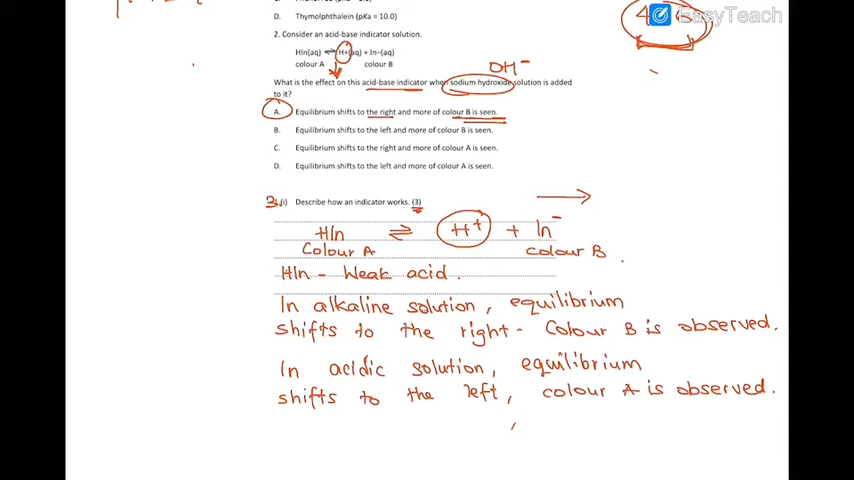 D. Thymolphthalein (pKa = 10.0)
EasyTeach
2. Consider an acid-base indicator solution.
HIn(aq) ⇌ H+(aq) + In–(aq)
colour A colour B
OH⁻
What is the effect on this acid-base indicator when sodium hydroxide solution is added
to it?
A. Equilibrium shifts to the right and more of colour B is seen.
B. Equilibrium shifts to the left and more of colour B is seen.
C. Equilibrium shifts to the right and more of colour A is seen.
D. Equilibrium shifts to the left and more of colour A is seen.
3. (i) Describe how an indicator works. (3)
HIn ⇌ H⁺ + In⁻
Colour A colour B
HIn - Weak acid.
In alkaline solution, equilibrium
shifts to the right - Colour B is observed.
In acidic solution, equilibrium
shifts to the left, colour A is observed.